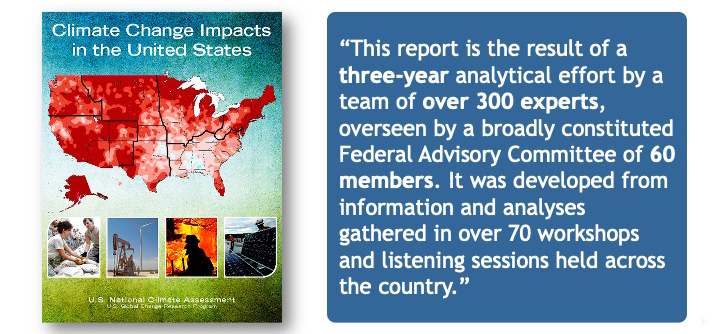 Climate Change Impacts
in the United States
U.S. National Climate Assessment
U.S. Global Change Research Program
“This report is the result of a
three-year analytical effort by a
team of over 300 experts,
overseen by a broadly constituted
Federal Advisory Committee of 60
members. It was developed from
information and analyses
gathered in over 70 workshops
and listening sessions held across
the country.”